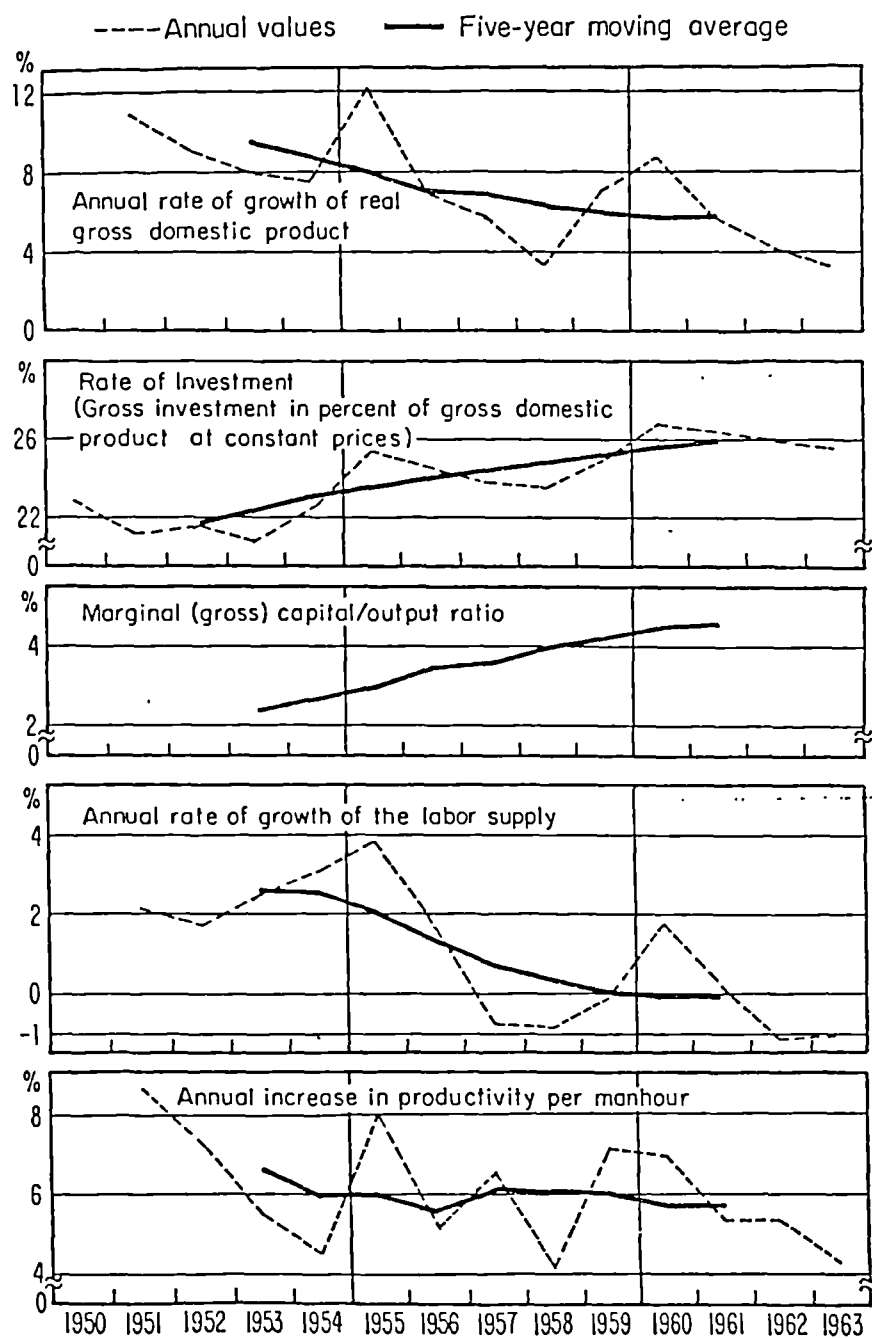 Annual values Five-year moving average
%
12
8
Annual rate of growth of real
gross domestic product
4
0
%
Rate of Investment
(Gross investment in percent of gross domestic
26 product at constant prices)
22
0
%
Marginal (gross) capital/output ratio
4
2
0
%
Annual rate of growth of the labor supply
4
2
0
-1
%
Annual increase in productivity per manhour
8
6
4
0
1950 1951 1952 1953 1954 1955 1956 1957 1958 1959 1960 1961 1962 1963